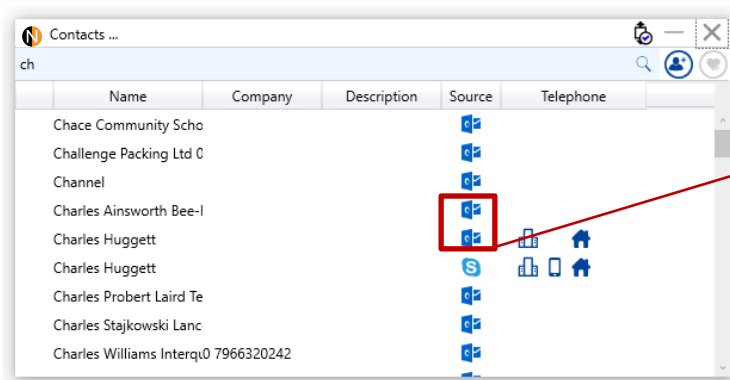 Contacts ...
ch
Name Company Description Source Telephone
Chace Community Scho
Challenge Packing Ltd 0
Channel
Charles Ainsworth Bee-I
Charles Huggett
Charles Huggett
Charles Probert Laird Te
Charles Stajkowski Lanc
Charles Williams Interqu0 7966320242